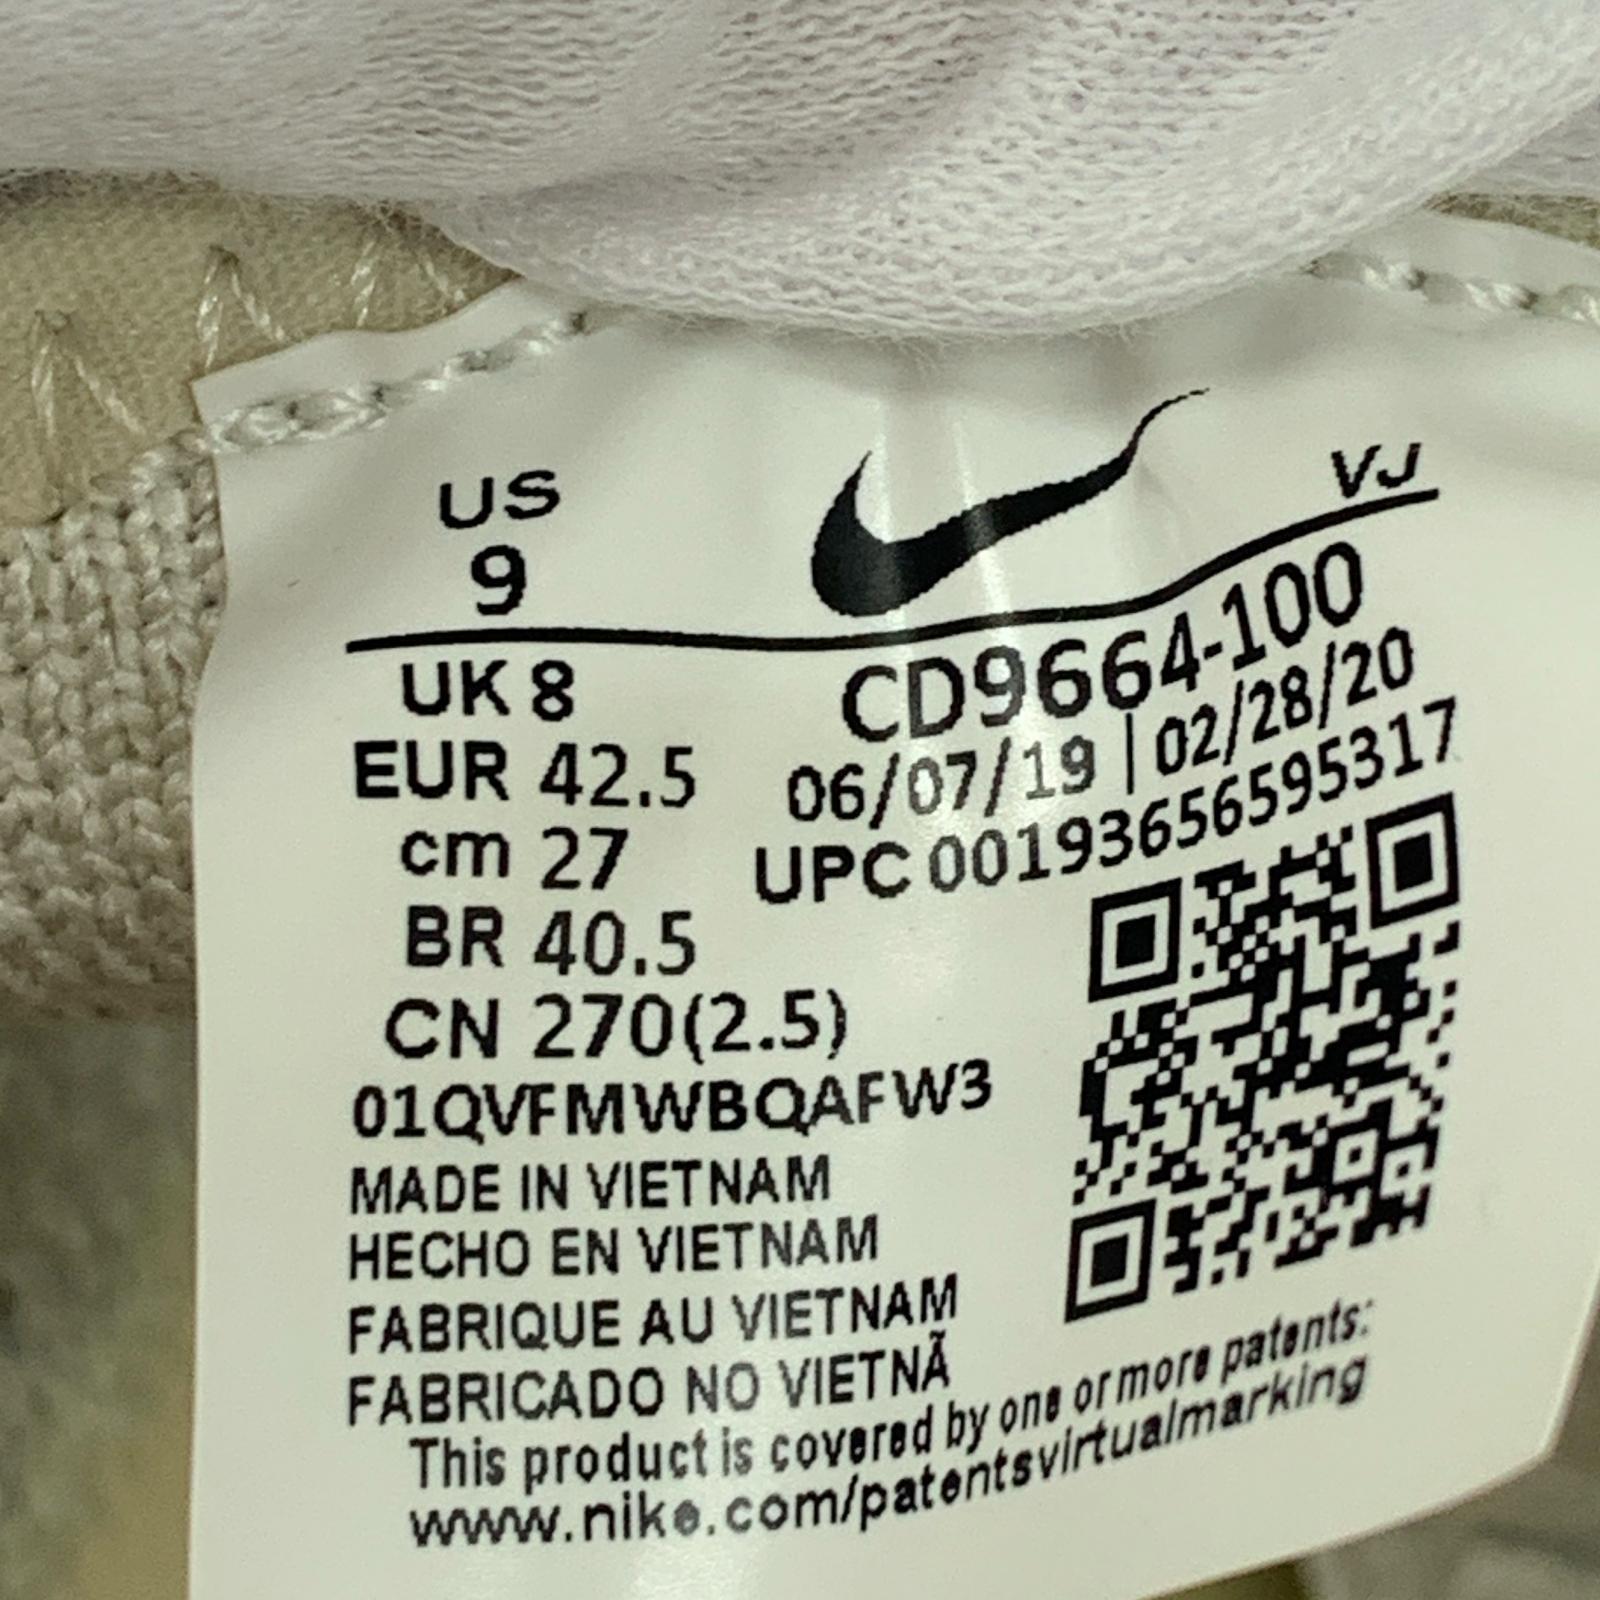 US
9
VJ
UK 8
EUR 42.5
cm 27
BR 40.5
CN 270(2.5)
CD9664-100
06/07/19 | 02/28/20
UPC 00193656595317
01QVFMWBQAFW3
MADE IN VIETNAM
HECHO EN VIETNAM
FABRIQUE AU VIETNAM
FABRICADO NO VIETNÃ
This product is covered by one or more patents:
www.nike.com/patentsvirtualmarking